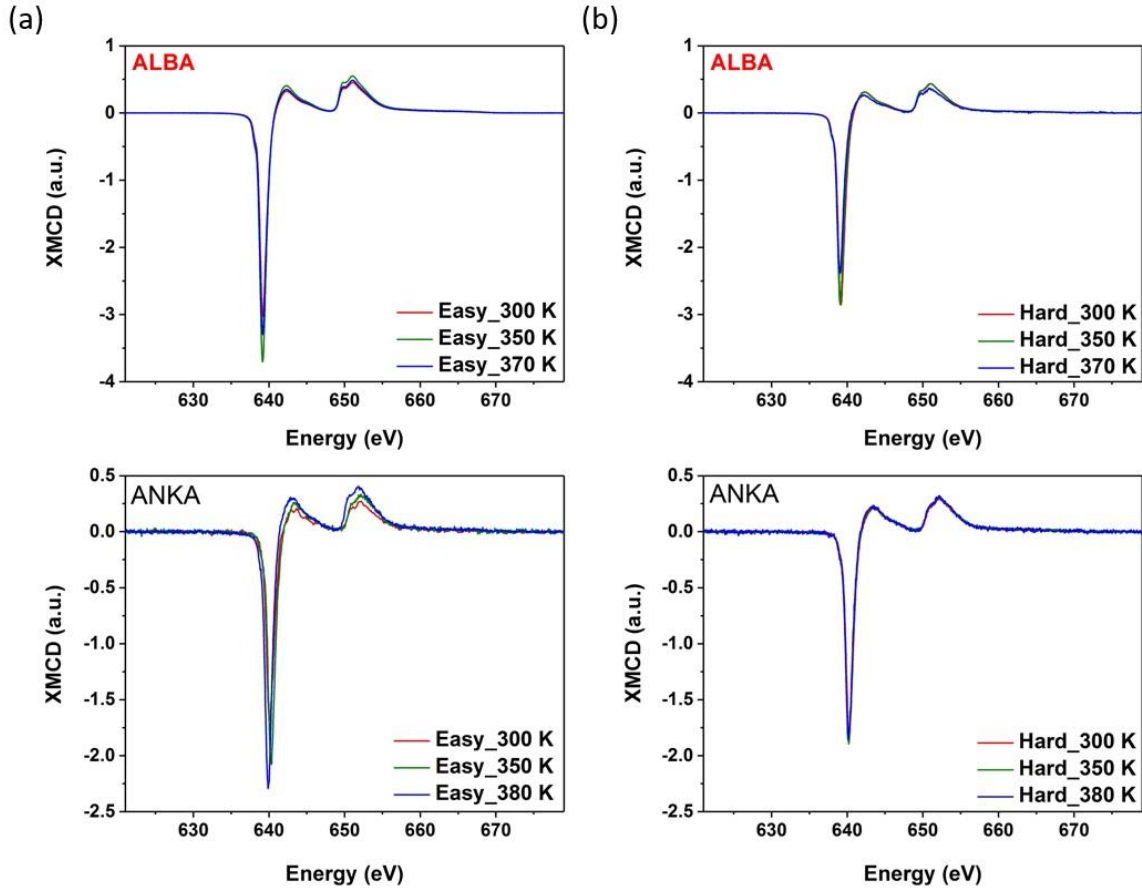 (a)
ALBA
1
0
-1
-2
-3
-4
XMCD (a.u.)
Easy_300 K
Easy_350 K
Easy_370 K
630 640 650 660 670
Energy (eV)
(b)
ALBA
1
0
-1
-2
-3
-4
XMCD (a.u.)
Hard_300 K
Hard_350 K
Hard_370 K
630 640 650 660 670
Energy (eV)
ANKA
0.5
0.0
-0.5
-1.0
-1.5
-2.0
-2.5
XMCD (a.u.)
Easy_300 K
Easy_350 K
Easy_380 K
630 640 650 660 670
Energy (eV)
ANKA
0.5
0.0
-0.5
-1.0
-1.5
-2.0
-2.5
XMCD (a.u.)
Hard_300 K
Hard_350 K
Hard_380 K
630 640 650 660 670
Energy (eV)